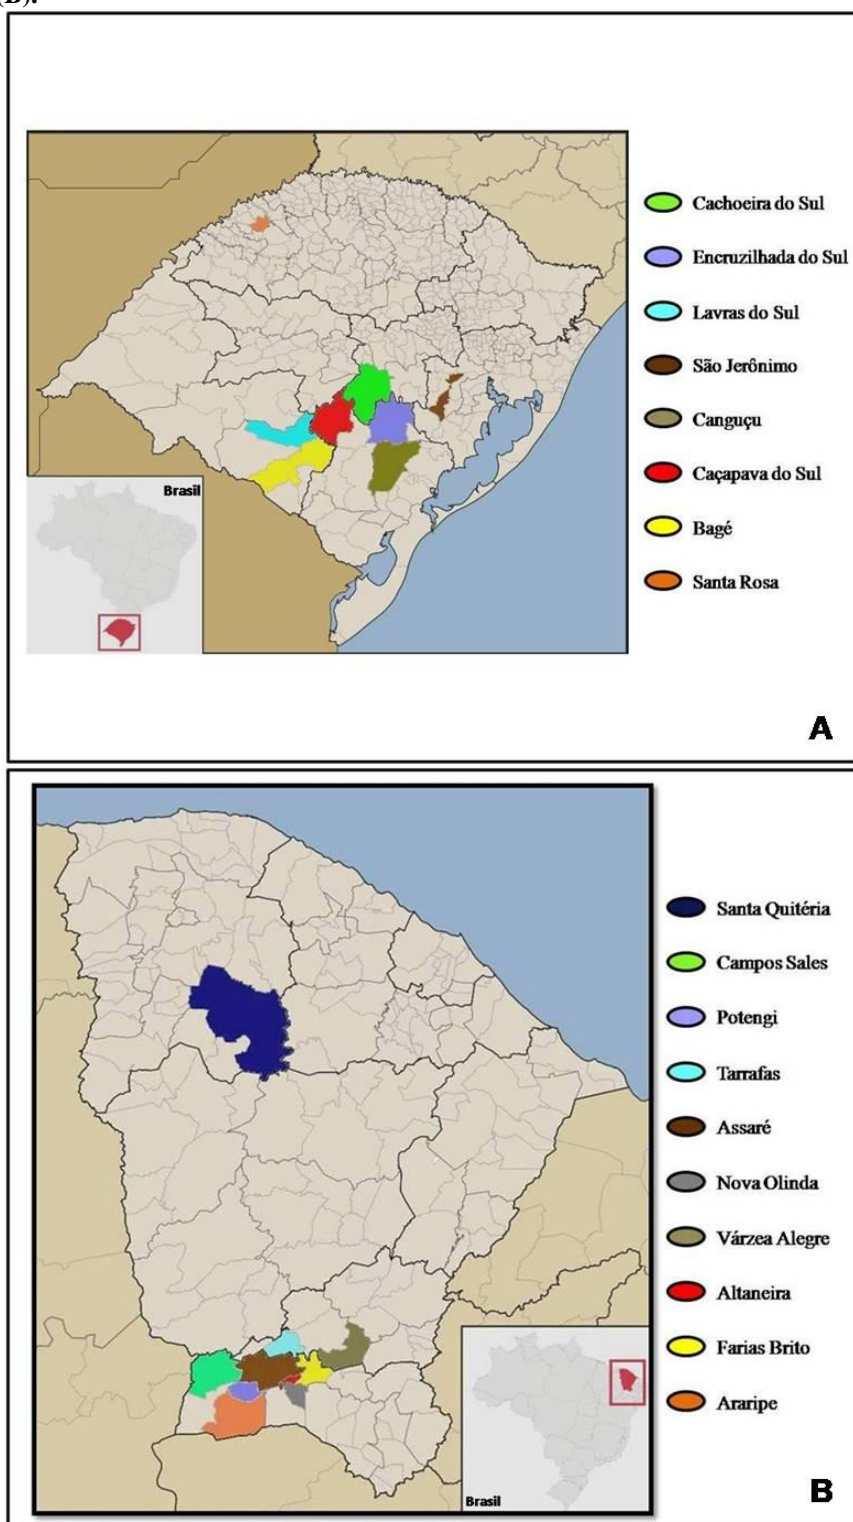 (B).
Cachoeira do Sul
Encruzilhada do Sul
Lavras do Sul
São Jerônimo
Canguçu
Caçapava do Sul
Bagé
Santa Rosa
Brasil
A
Santa Quitéria
Campos Sales
Potengi
Tarrafas
Assaré
Nova Olinda
Várzea Alegre
Altaneira
Farias Brito
Araripe
Brasil
B